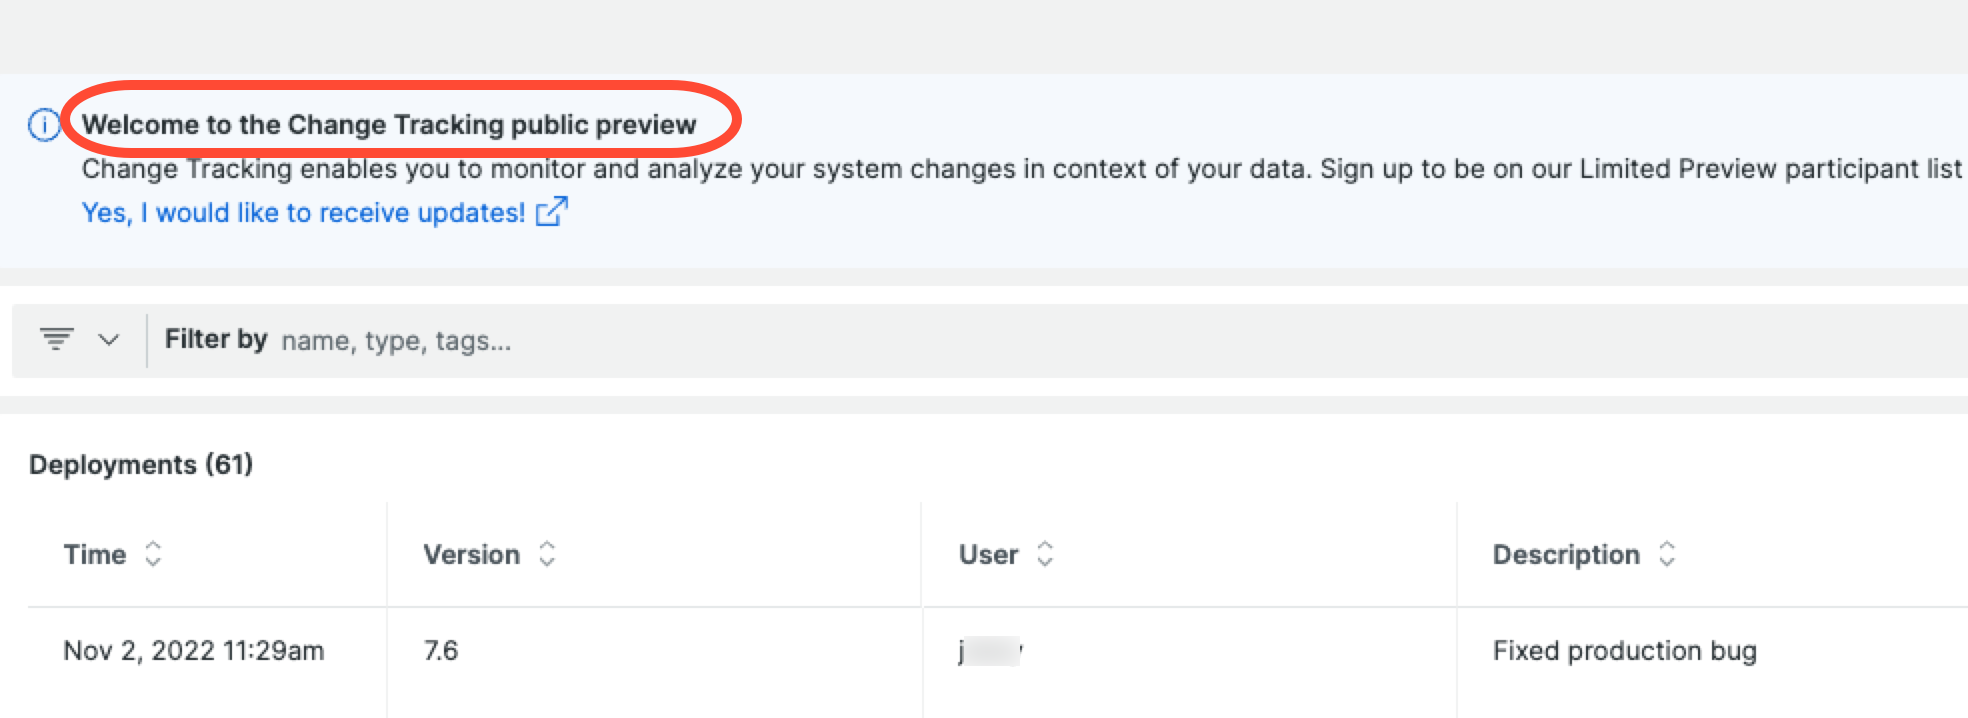 Welcome to the Change Tracking public preview
Change Tracking enables you to monitor and analyze your system changes in context of your data. Sign up to be on our Limited Preview participant list
Yes, I would like to receive updates!
Filter by name, type, tags...
Deployments (61)
Time Version User Description
Nov 2, 2022 11:29am 7.6 Fixed production bug